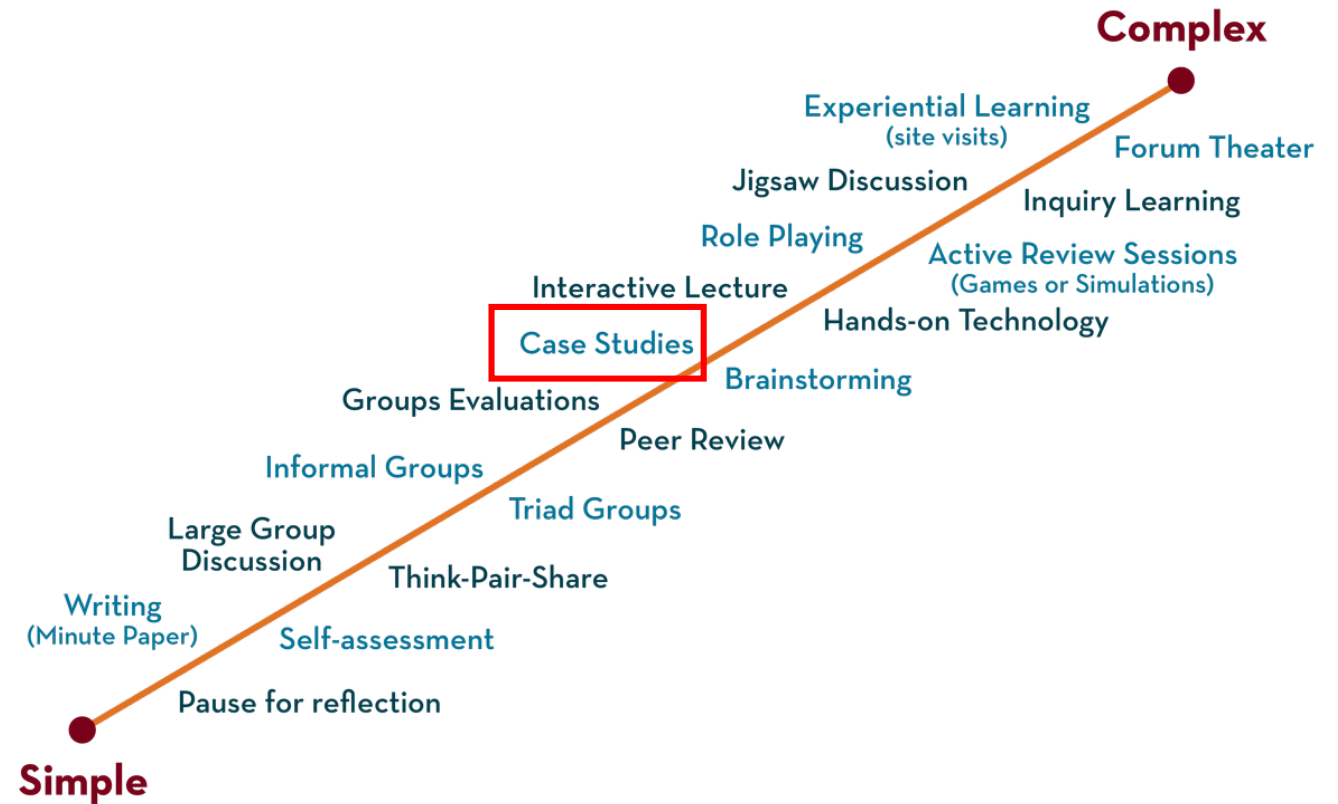 Complex
Experiential Learning
(site visits)
Forum Theater
Jigsaw Discussion
Inquiry Learning
Role Playing
Active Review Sessions
(Games or Simulations)
Interactive Lecture
Hands-on Technology
Case Studies
Brainstorming
Groups Evaluations
Peer Review
Informal Groups
Triad Groups
Large Group
Discussion
Think-Pair-Share
Writing
(Minute Paper)
Self-assessment
Pause for reflection
Simple